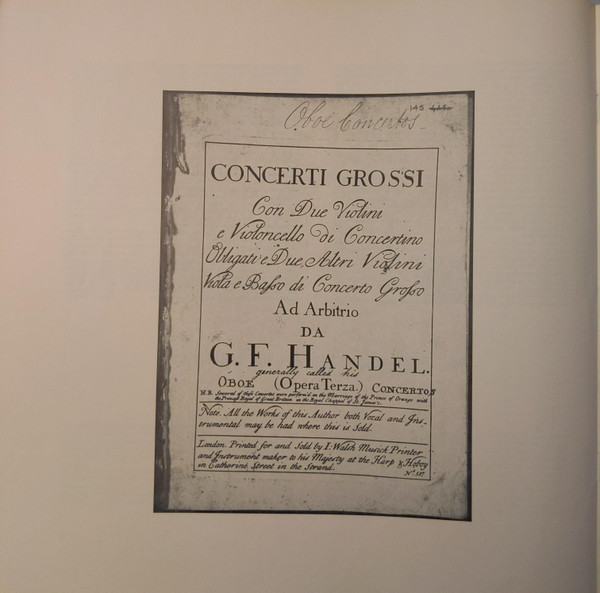 145
Oboe Concertos
CONCERTI GROSSI
Con Due Violini
e Violoncello di Concertino
Obligati e Due Altri Violini
Viola e Basso di Concerto Grosso
Ad Arbitrio
DA
G. F. HANDEL.
generally called his
OBOE (Opera Terza.) CONCERTOS
N.B. Several of these Concertos were perform'd on the Marriage of the Prince of Orange with
the Princess Royal of Great Britain in the Royal Chappel of St. James's.
Note. All the Works of this Author both Vocal and Ins-
trumental may be had where this is Sold.
London. Printed for and Sold by I. Walsh Musick Printer
and Instrument maker to his Majesty at the Harp & Hoboy
in Catharine Street in the Strand.